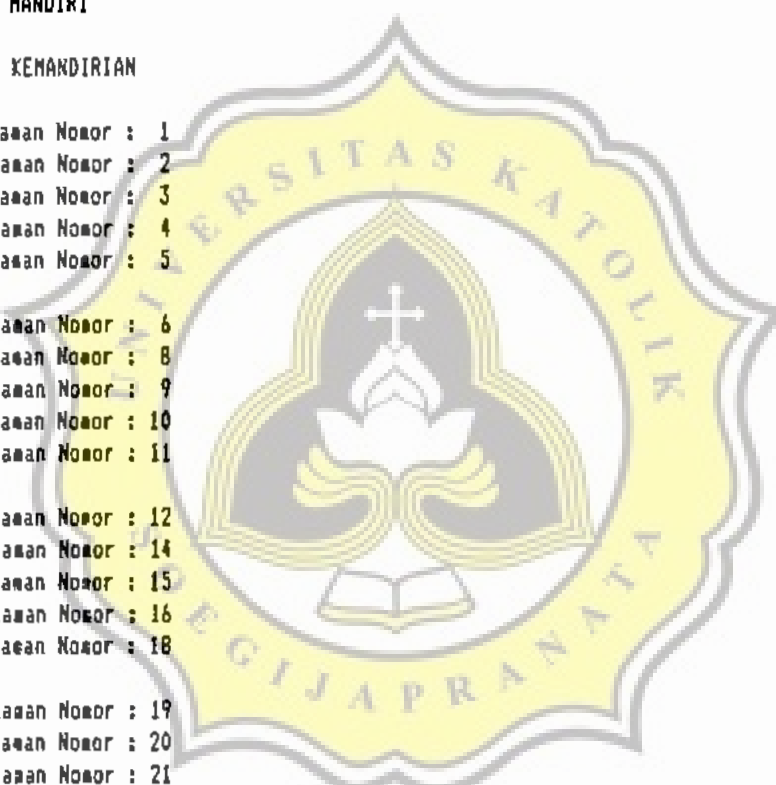 MANDIRI
KEMANDIRIAN
aman Nomor : 1
aman Nomor : 2
aman Nomor : 3
aman Nomor : 4
aman Nomor : 5
aman Nomor : 6
aman Nomor : 8
aman Nomor : 9
aman Nomor : 10
aman Nomor : 11
aman Nomor : 12
aman Nomor : 14
aman Nomor : 15
aman Nomor : 16
aman Nomor : 18
aman Nomor : 19
aman Nomor : 20
aman Nomor : 21
UNIVERSITAS KATOLIK
SOEGIJAPRANATA